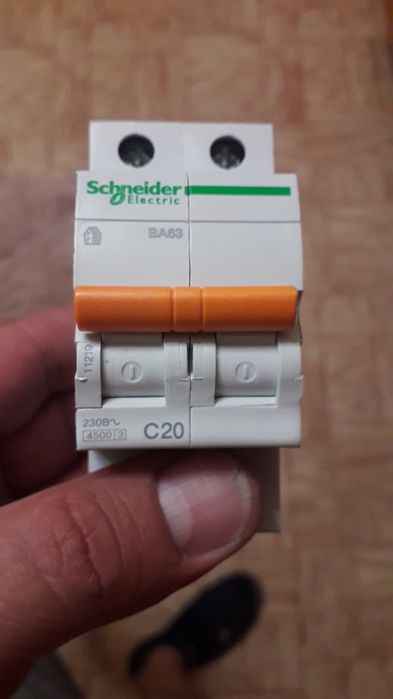 Schneider
Electric
ВА63
11219
230В~
4500 3
C20